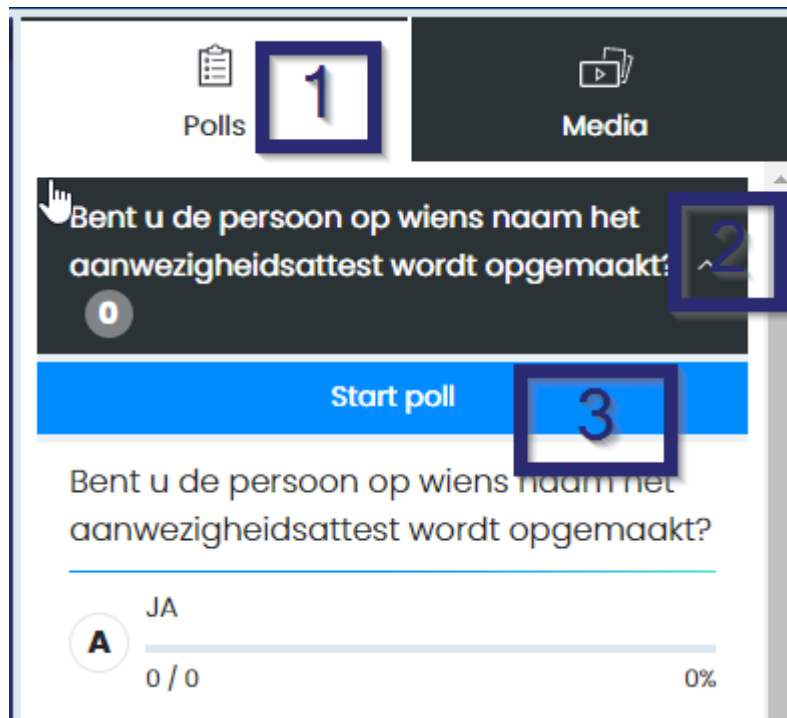 1
Polls
Media
Bent u de persoon op wiens naam het
aanwezigheidsattest wordt opgemaakt?
2
0
Start poll
3
Bent u de persoon op wiens naam het
aanwezigheidsattest wordt opgemaakt?
JA
A
0 / 0
0%